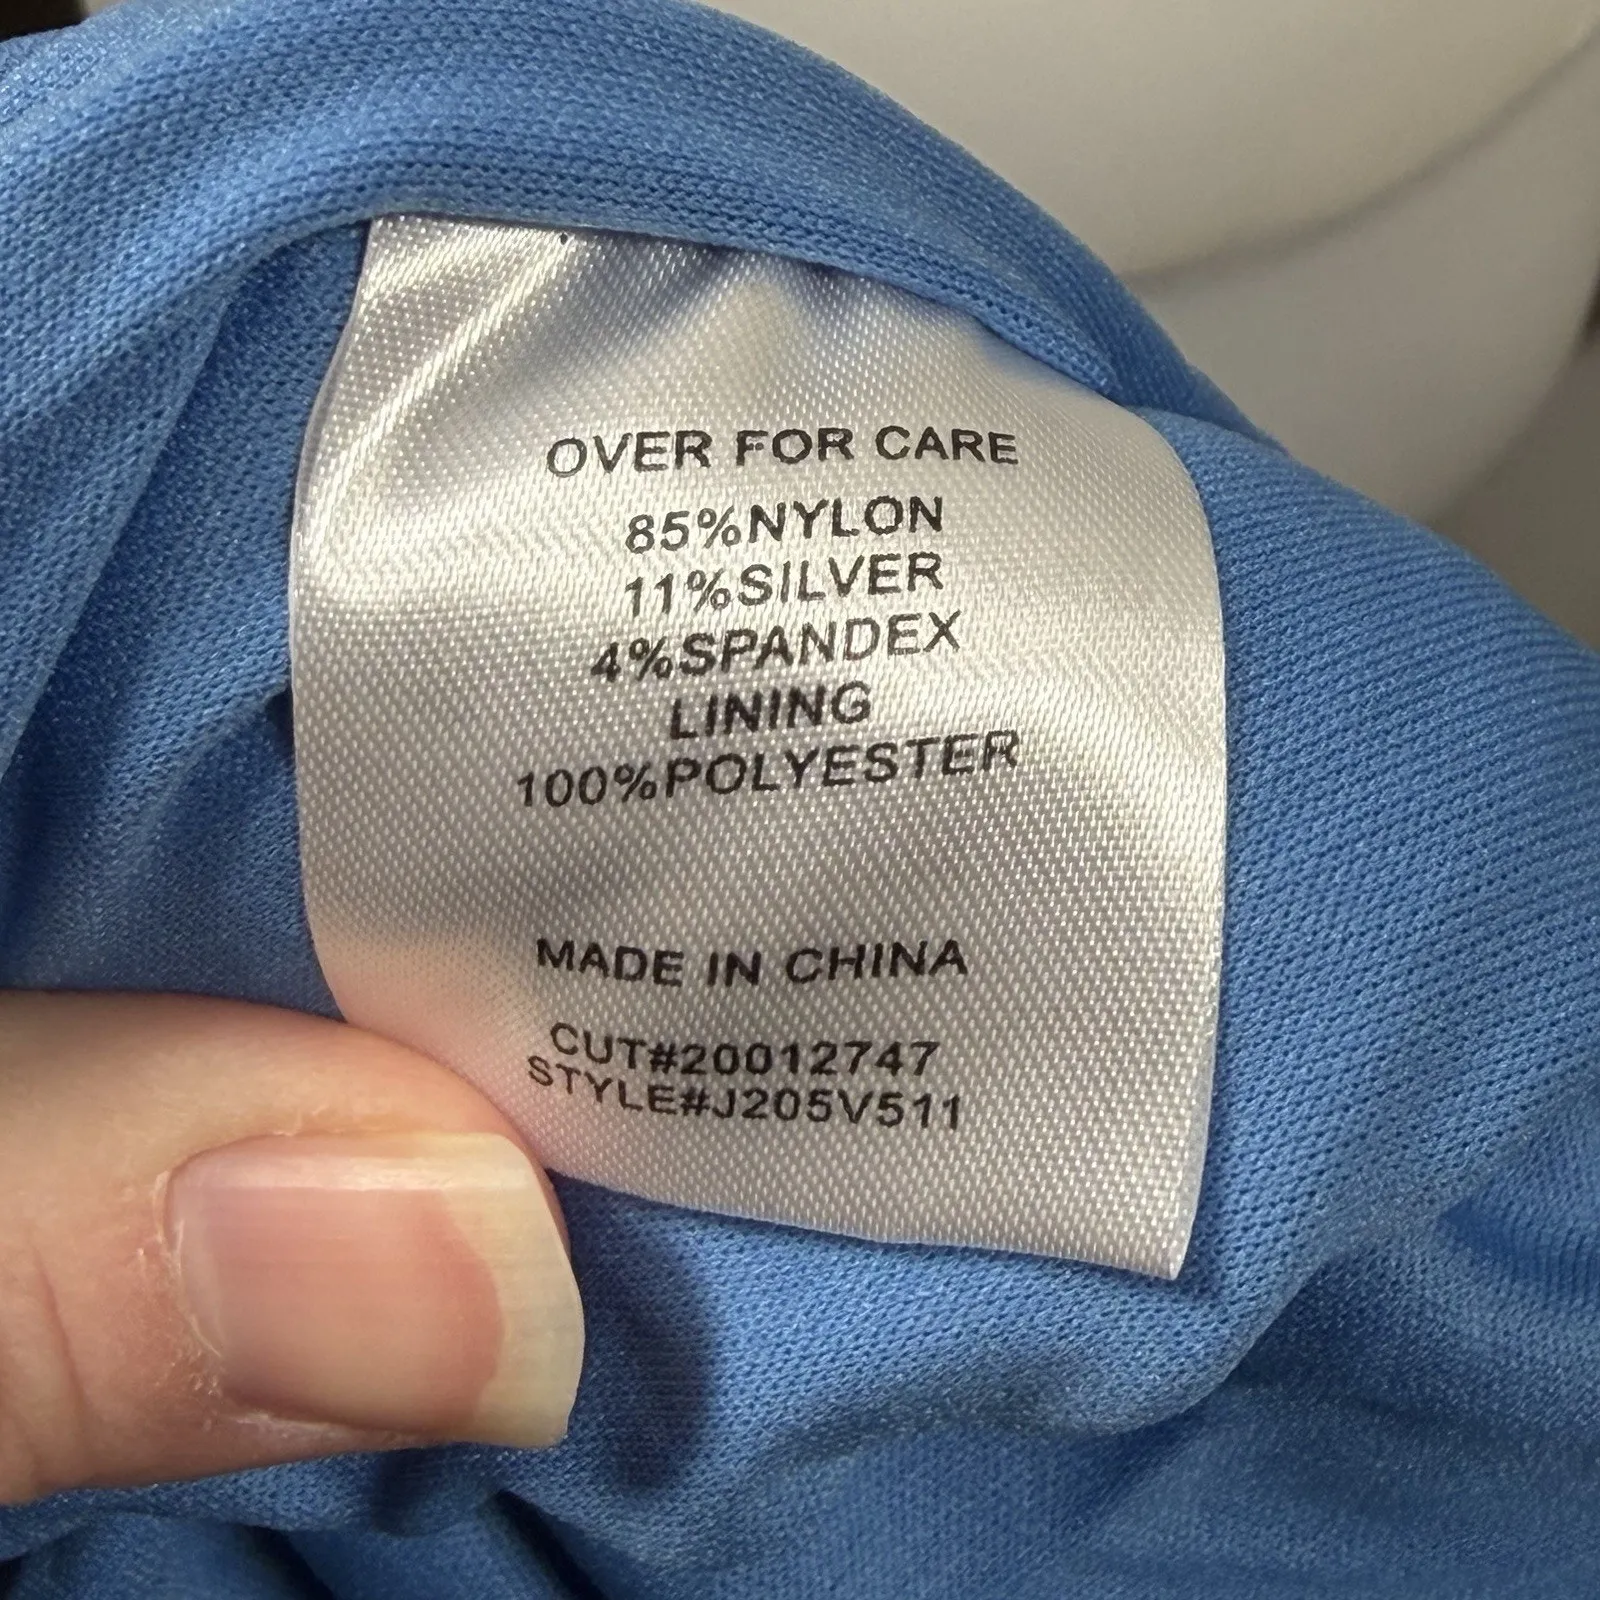 OVER FOR CARE
85%NYLON
11%SILVER
4%SPANDEX
LINING
100%POLYESTER
MADE IN CHINA
CUT#20012747
STYLE#J205V511